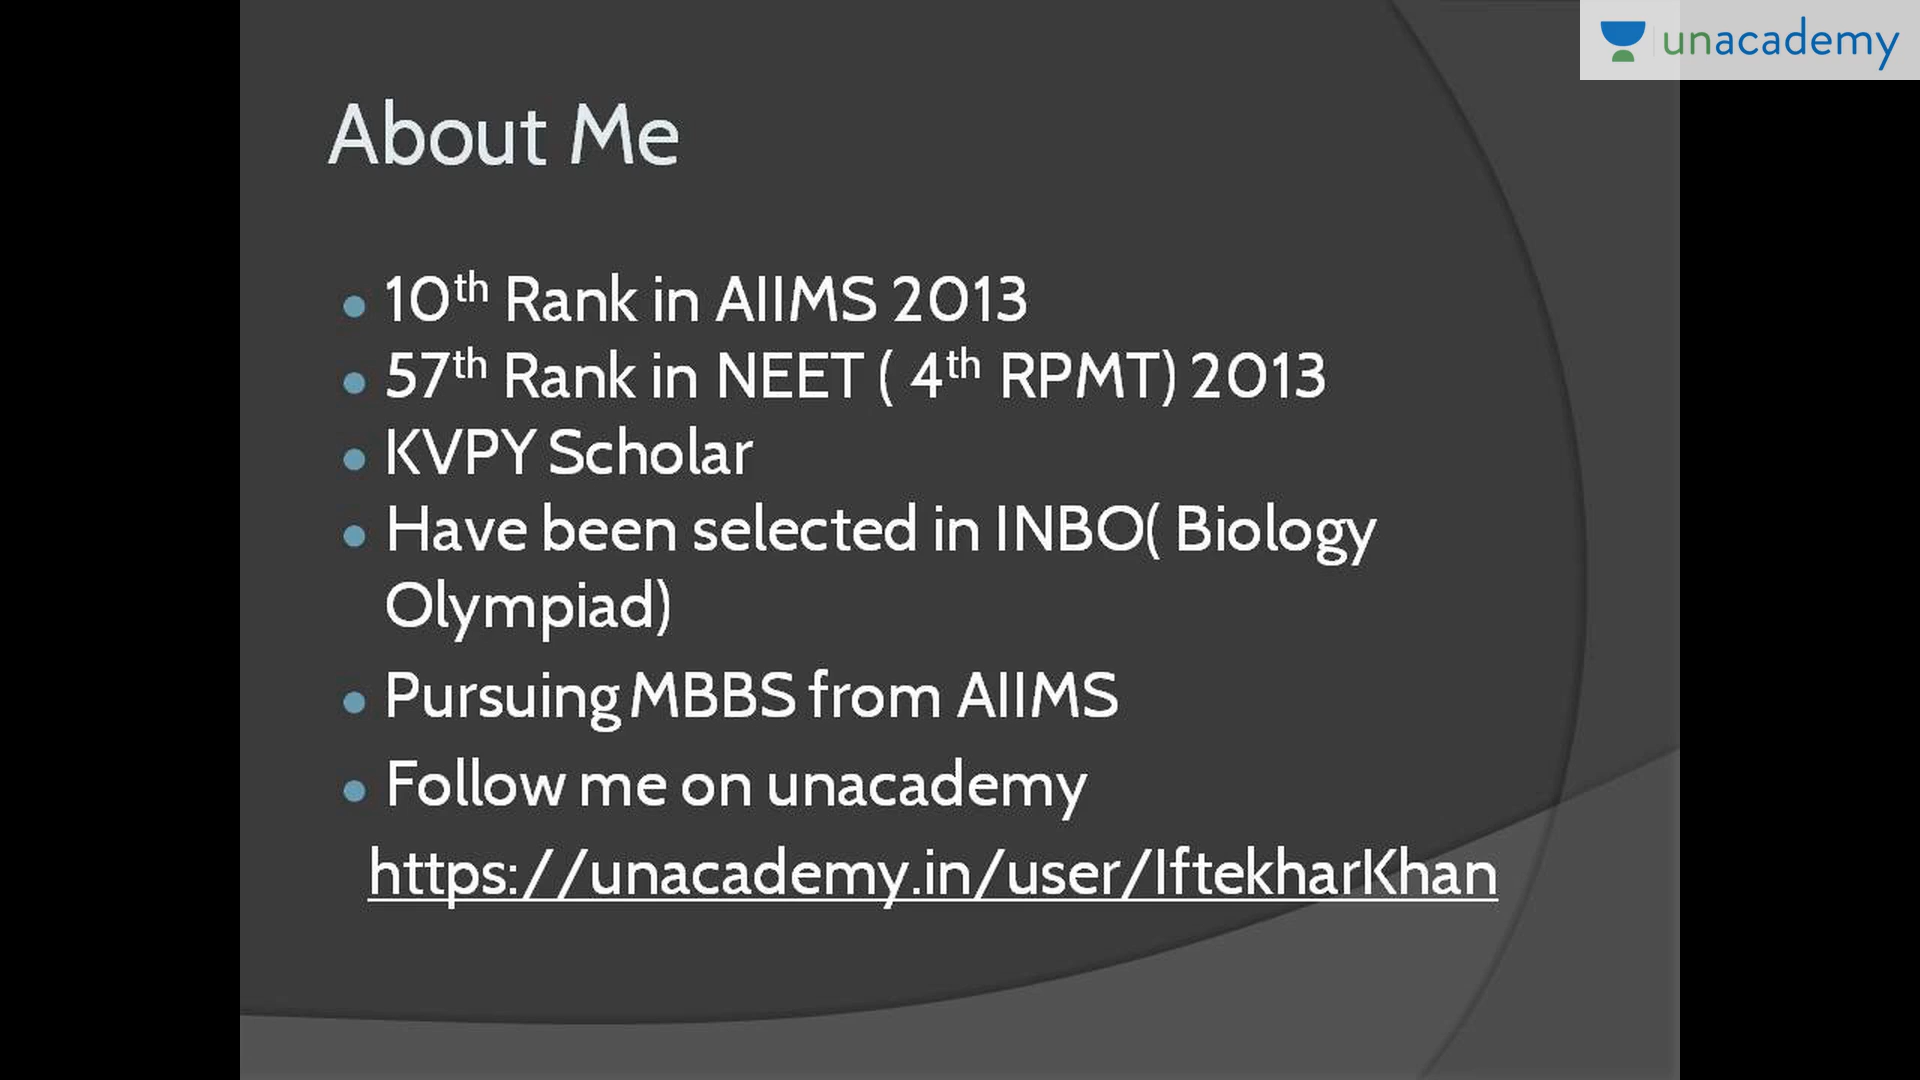 unacademy
About Me
10th Rank in AIIMS 2013
57th Rank in NEET ( 4th RPMT) 2013
KVPY Scholar
Have been selected in INBO( Biology
Olympiad)
Pursuing MBBS from AIIMS
Follow me on unacademy
https://unacademy.in/user/IftekharKhan